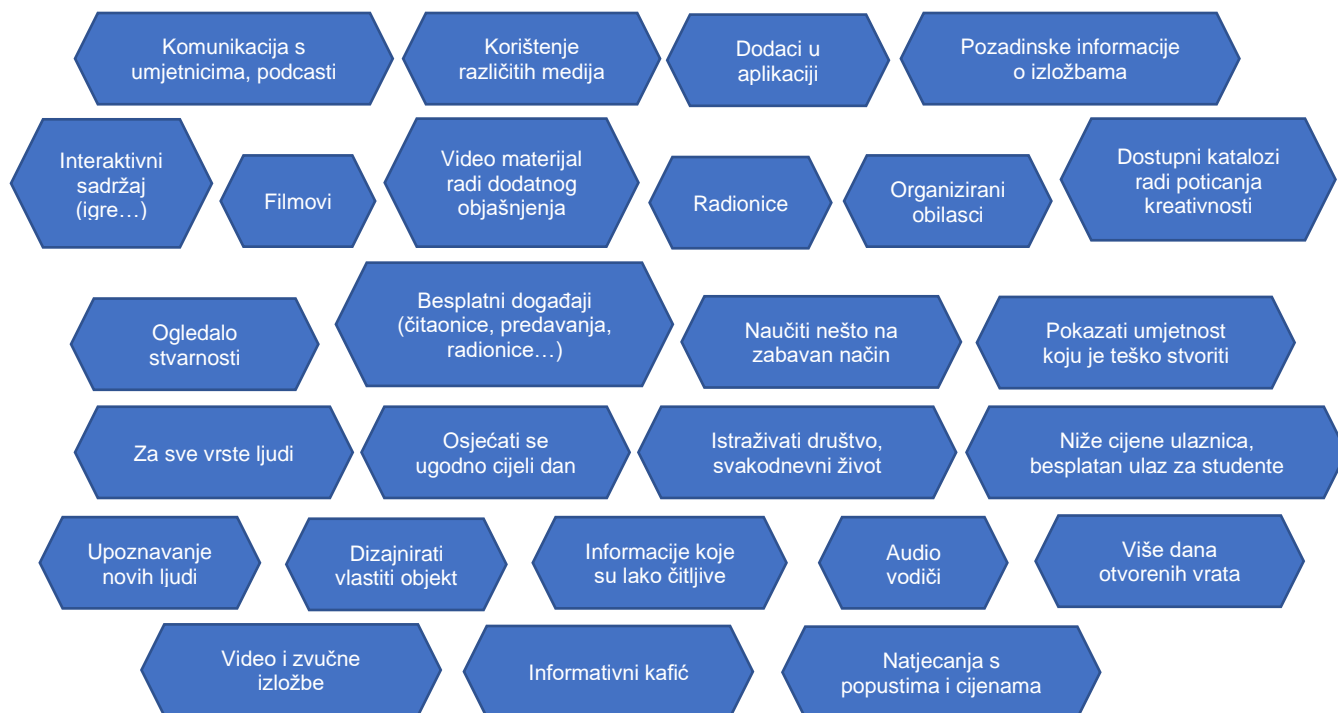 Komunikacija s
umjetnicima, podcasti
Korištenje
različitih medija
Dodaci u
aplikaciji
Pozadinske informacije
o izložbama
Interaktivni
sadržaj
(igre…)
Filmovi
Video materijal
radi dodatnog
objašnjenja
Radionice
Organizirani
obilasci
Dostupni katalozi
radi poticanja
kreativnosti
Ogledalo
stvarnosti
Besplatni događaji
(čitaonice, predavanja,
radionice…)
Naučiti nešto na
zabavan način
Pokazati umjetnost
koju je teško stvoriti
Za sve vrste ljudi
Osjećati se
ugodno cijeli dan
Istraživati društvo,
svakodnevni život
Niže cijene ulaznica,
besplatan ulaz za studente
Upoznavanje
novih ljudi
Dizajnirati
vlastiti objekt
Informacije koje
su lako čitljive
Audio
vodiči
Više dana
otvorenih vrata
Video i zvučne
izložbe
Informativni kafić
Natjecanja s
popustima i cijenama